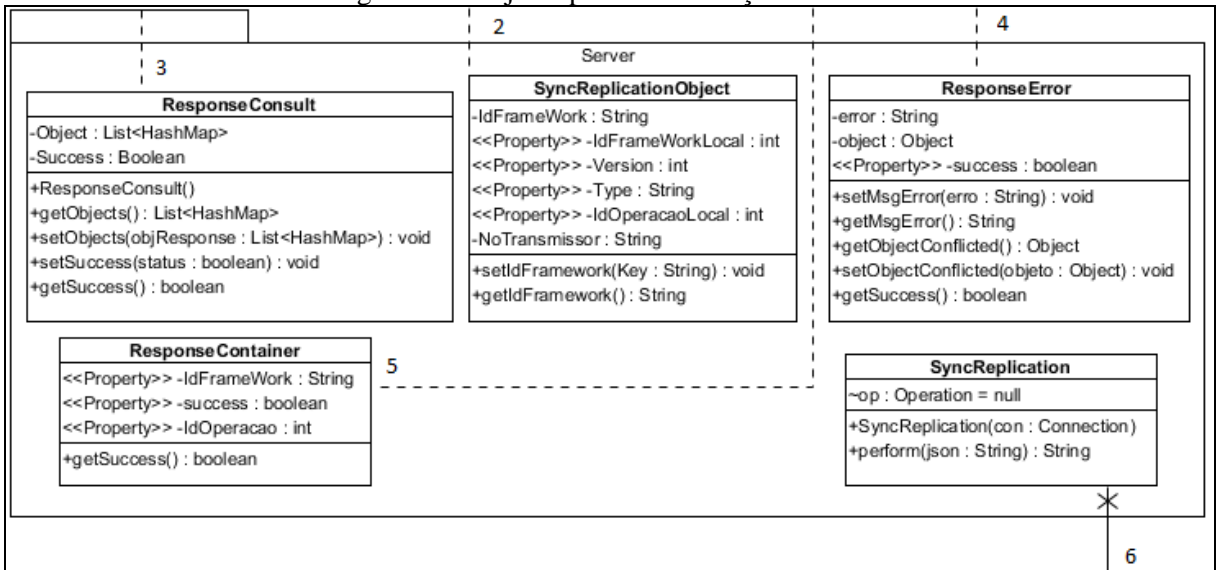 2
4
Server
3
ResponseConsult
-Object : List<HashMap>
-Success : Boolean
+ResponseConsult()
+getObjects() : List<HashMap>
+setObjects(objResponse : List<HashMap>) : void
+setSuccess(status : boolean) : void
+getSuccess() : boolean
SyncReplicationObject
-IdFrameWork : String
<<Property>> -IdFrameWorkLocal : int
<<Property>> -Version : int
<<Property>> -Type : String
<<Property>> -IdOperacaoLocal : int
-NoTransmissor : String
+setIdFramework(Key : String) : void
+getIdFramework() : String
ResponseError
-error : String
-object : Object
<<Property>> -success : boolean
+setMsgError(erro : String) : void
+getMsgError() : String
+getObjectConflicted() : Object
+setObjectConflicted(objeto : Object) : void
+getSuccess() : boolean
ResponseContainer
<<Property>> -IdFrameWork : String
<<Property>> -success : boolean
<<Property>> -IdOperacao : int
+getSuccess() : boolean
5
SyncReplication
~op : Operation = null
+SyncReplication(con : Connection)
+perform(json : String) : String
6